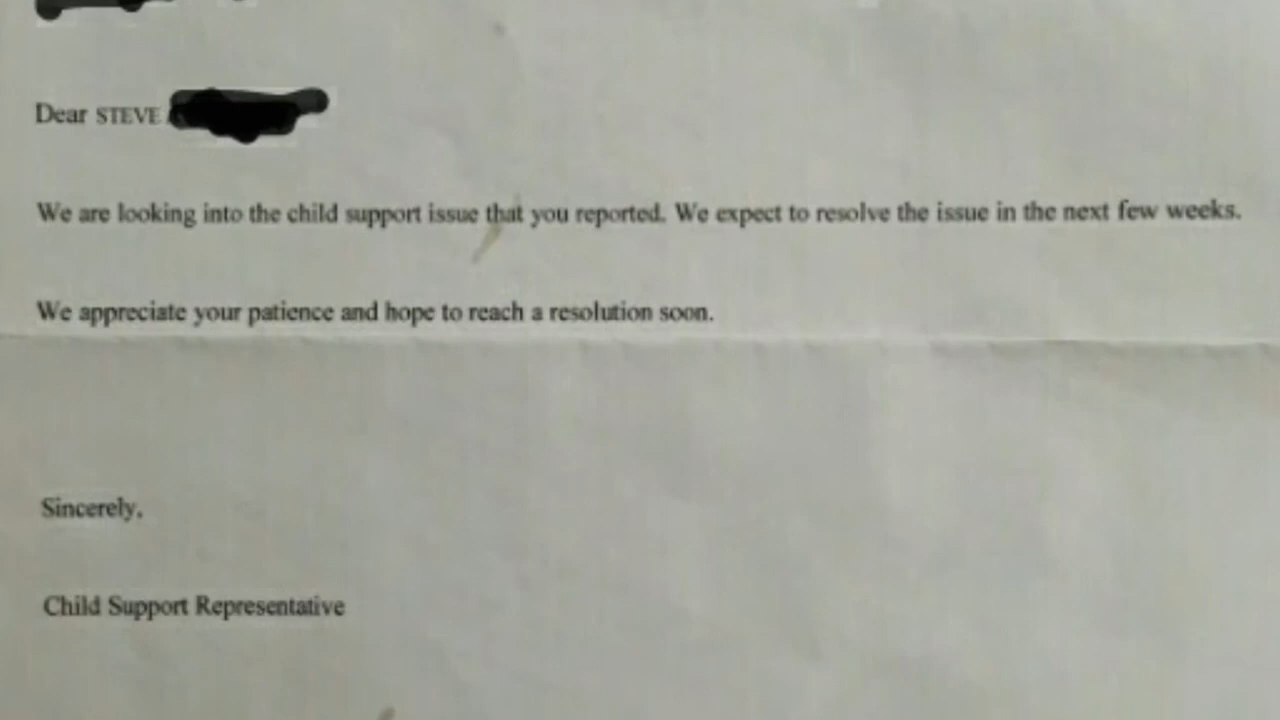 Dear STEVE
We are looking into the child support issue that you reported. We expect to resolve the issue in the next few weeks.
We appreciate your patience and hope to reach a resolution soon.
Sincerely,
Child Support Representative